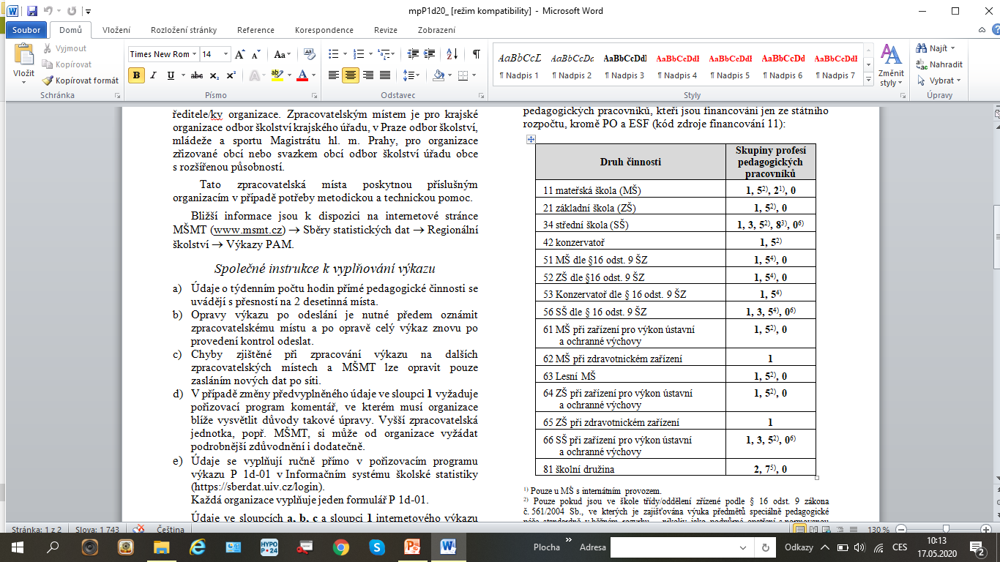 mpP1d20_ [režim kompatibility] - Microsoft Word
Soubor Domů Vložení Rozložení stránky Reference Korespondence Revize Zobrazení
Vložit
Vyjmout
Kopírovat
Kopírovat formát
Schránka
Times New Rom 14
B I U abc x₂ x²
Písmo
Odstavec
AaBbCcL AaBbCcDc AaBbCcDdI AaBbCcDdE AaBbCcDdE AaBbCcDdE AaBbCcDdE
¶ Nadpis 1 ¶ Nadpis 2 ¶ Nadpis 3 ¶ Nadpis 4 ¶ Nadpis 5 ¶ Nadpis 6 ¶ Nadpis 7
Změnit
styly
Styly
Najít
Nahradit
Vybrat
Úpravy
ředitele/ky organizace. Zpracovatelským místem je pro krajské
organizace odbor školství krajského úřadu, v Praze odbor školství,
mládeže a sportu Magistrátu hl. m. Prahy, pro organizace
zřizované obcí nebo svazkem obcí odbor školství úřadu obce
s rozšířenou působností.
Tato zpracovatelská místa poskytnou příslušným
organizacím v případě potřeby metodickou a technickou pomoc.
Bližší informace jsou k dispozici na internetové stránce
MŠMT (www.msmt.cz) → Sběry statistických dat → Regionální
školství → Výkazy PAM.
Společné instrukce k vyplňování výkazu
a) Údaje o týdenním počtu hodin přímé pedagogické činnosti se
uvádějí s přesností na 2 desetinná místa.
b) Opravy výkazu po odeslání je nutné předem oznámit
zpracovatelskému místu a po opravě celý výkaz znovu po
provedení kontrol odeslat.
c) Chyby zjištěné při zpracování výkazu na dalších
zpracovatelských místech a MŠMT lze opravit pouze
zasláním nových dat po síti.
d) V případě změny předvyplněného údaje ve sloupci 1 vyžaduje
pořizovací program komentář, ve kterém musí organizace
blíže vysvětlit důvody takové úpravy. Vyšší zpracovatelská
jednotka, popř. MŠMT, si může od organizace vyžádat
podrobnější zdůvodnění i dodatečně.
e) Údaje se vyplňují ručně přímo v pořizovacím programu
výkazu P 1d-01 v Informačním systému školské statistiky
(https://sberdat.uiv.cz/login).
Každá organizace vyplňuje jeden formulář P 1d-01.
Údaje ve sloupcích a, b, c a sloupci 1 internetového výkazu
pedagogických pracovníků, kteří jsou financováni jen ze státního
rozpočtu, kromě PO a ESF (kód zdroje financování 11):
Druh činnosti Skupiny profesí
pedagogických
pracovníků
11 mateřská škola (MŠ) 1, 5²⁾, 2¹⁾, 0
21 základní škola (ZŠ) 1, 5²⁾, 0
34 střední škola (SŠ) 1, 3, 5²⁾, 8³⁾, 0⁶⁾
42 konzervatoř 1, 5²⁾
51 MŠ dle §16 odst. 9 ŠZ 1, 5⁴⁾, 0
52 ZŠ dle §16 odst. 9 ŠZ 1, 5⁴⁾, 0
53 Konzervatoř dle § 16 odst. 9 ŠZ 1, 5⁴⁾
56 SŠ dle § 16 odst. 9 ŠZ 1, 3, 5⁴⁾, 0⁶⁾
61 MŠ při zařízení pro výkon ústavní 1, 5²⁾, 0
a ochranné výchovy
62 MŠ při zdravotnickém zařízení 1
63 Lesní MŠ 1, 5²⁾, 0
64 ZŠ při zařízení pro výkon ústavní 1, 5²⁾, 0
a ochranné výchovy
65 ZŠ při zdravotnickém zařízení 1
66 SŠ při zařízení pro výkon ústavní 1, 3, 5²⁾, 0⁶⁾
a ochranné výchovy
81 školní družina 2, 7⁵⁾, 0
¹⁾ Pouze u MŠ s internátním provozem.
²⁾ Pouze pokud jsou ve škole třídy/oddělení zřízené podle § 16 odst. 9 zákona
č. 561/2004 Sb., ve kterých je zajišťována výuka předmětů speciálně pedagogické
Stránka: 1 z 2 Slova: 1 743 Čeština 130 %
HYPO
P•24
Plocha Adresa Odkazy CES
10:13
17.05.2020
2